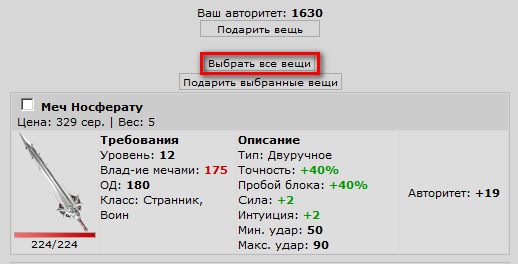 Ваш авторитет: 1630
Подарить вещь
Выбрать все вещи
Подарить выбранные вещи
Меч Носферату
Цена: 329 сер. | Вес: 5
Требования
Уровень: 12
Влад-ие мечами: 175
ОД: 180
Класс: Странник,
Воин
Описание
Тип: Двуручное
Точность: +40%
Пробой блока: +40%
Сила: +2
Интуиция: +2
Мин. удар: 50
Макс. удар: 90
Авторитет: +19
224/224